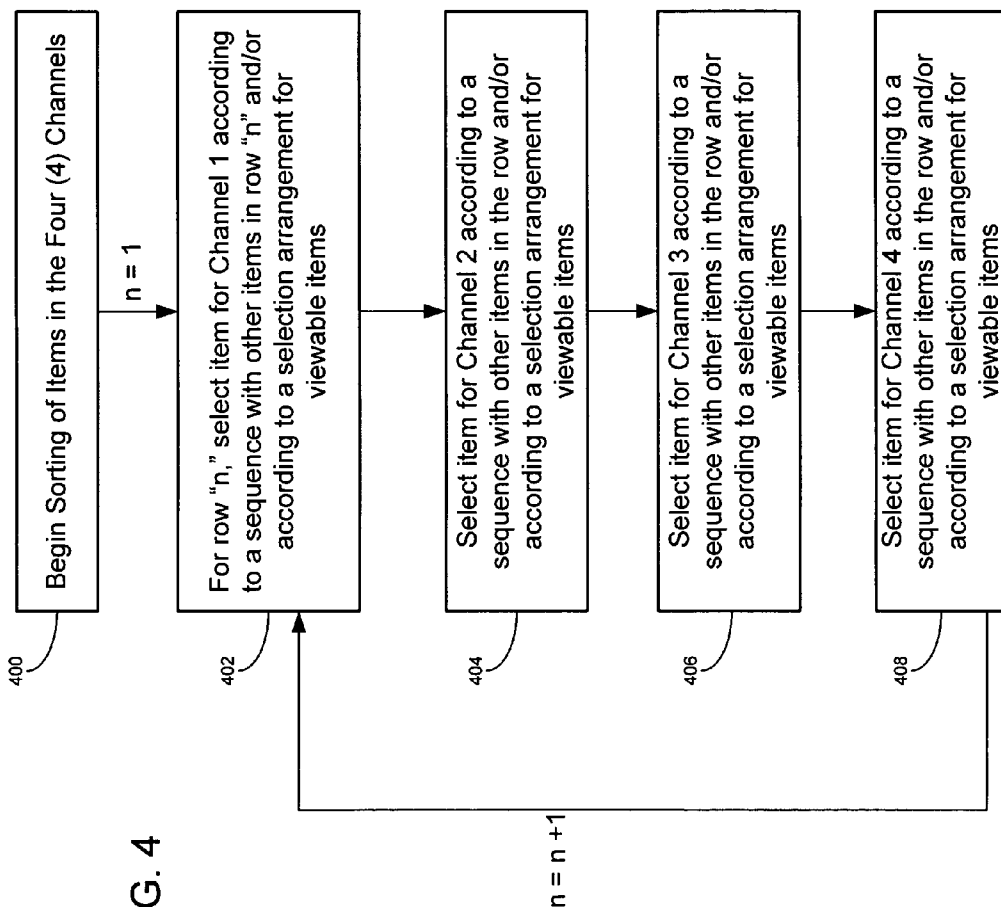 Begin Sorting of Items in the Four (4) Channels
400
n = 1
For row “n,” select item for Channel 1 according
to a sequence with other items in row “n” and/or
according to a selection arrangement for
viewable items
402
Select item for Channel 2 according to a
sequence with other items in the row and/or
according to a selection arrangement for
viewable items
404
Select item for Channel 3 according to a
sequence with other items in the row and/or
according to a selection arrangement for
viewable items
406
Select item for Channel 4 according to a
sequence with other items in the row and/or
according to a selection arrangement for
viewable items
408
n = n +1
G. 4